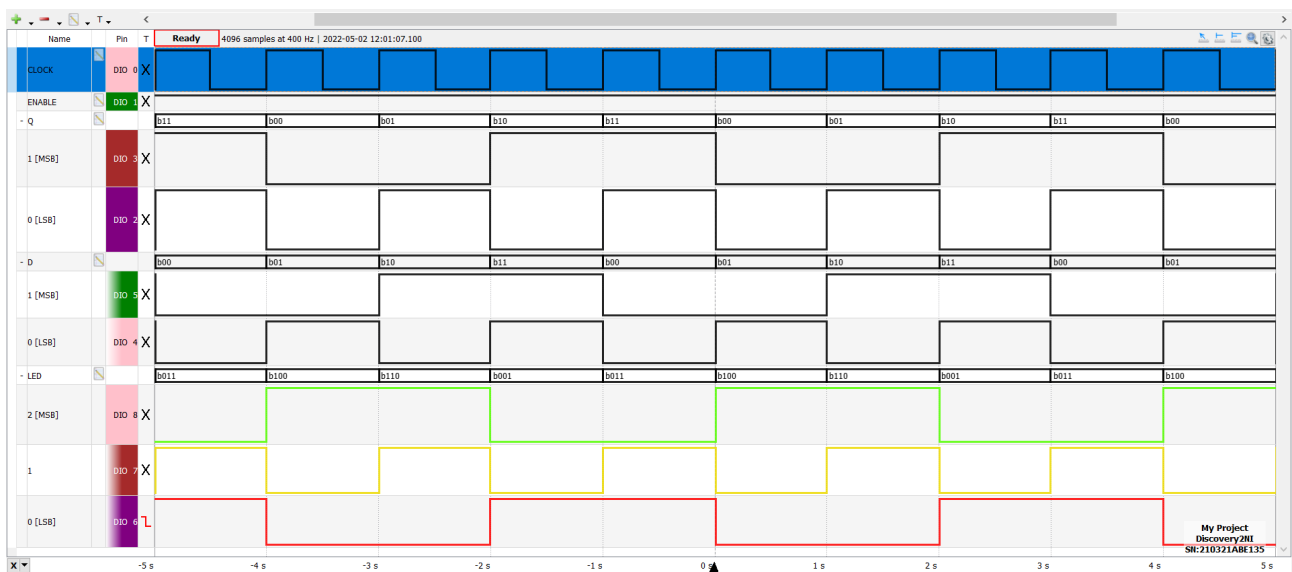 T
Name Pin T Ready 4096 samples at 400 Hz | 2022-05-02 12:01:07.100
CLOCK DIO 0 X
ENABLE DIO 1 X
- Q b11 b00 b01 b10 b11 b00 b01 b10 b11 b00
1 [MSB] DIO 3 X
0 [LSB] DIO 2 X
- D b00 b01 b10 b11 b00 b01 b10 b11 b00 b01
1 [MSB] DIO 5 X
0 [LSB] DIO 4 X
- LED b011 b100 b110 b001 b011 b100 b110 b001 b011 b100
2 [MSB] DIO 8 X
1 DIO 7 X
0 [LSB] DIO 6
My Project
Discovery2NI
SN:210321ABE135
X -5 s -4 s -3 s -2 s -1 s 0 s 1 s 2 s 3 s 4 s 5 s